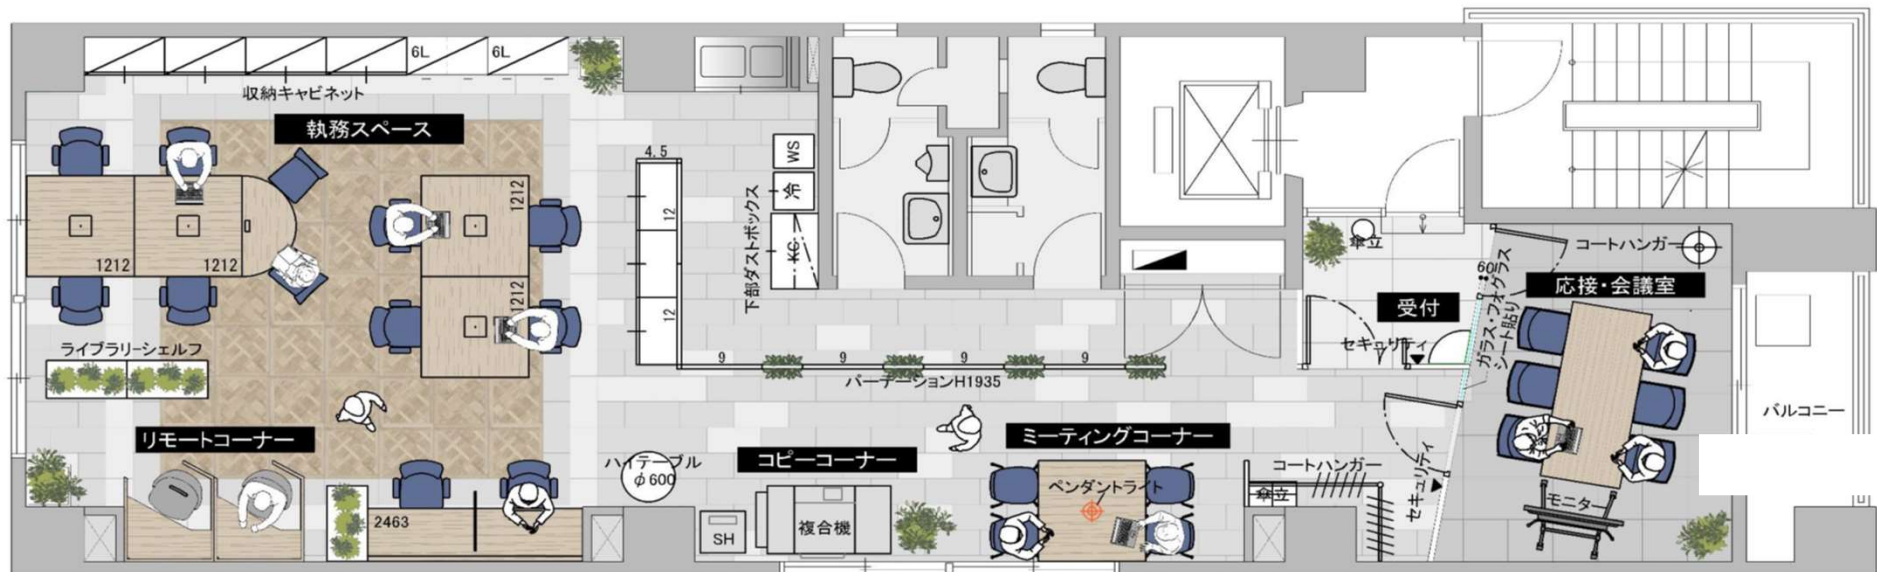 6L
6L
収納キャビネット
執務スペース
1212
1212
1212
1212
ライブラリーシェルフ
リモートコーナー
2463
4.5
12
12
WS
冷
KC
下部ダストボックス
9
9
9
9
パーテーションH1935
ハイテーブル
φ600
コピーコーナー
SH
複合機
ミーティングコーナー
ペンダントライト
コートハンガー
傘立
傘立
受付
セキュリティ
セキュリティ
60
ガラス・フォグラス
シート貼り
コートハンガー
応接・会議室
モニター
バルコニー